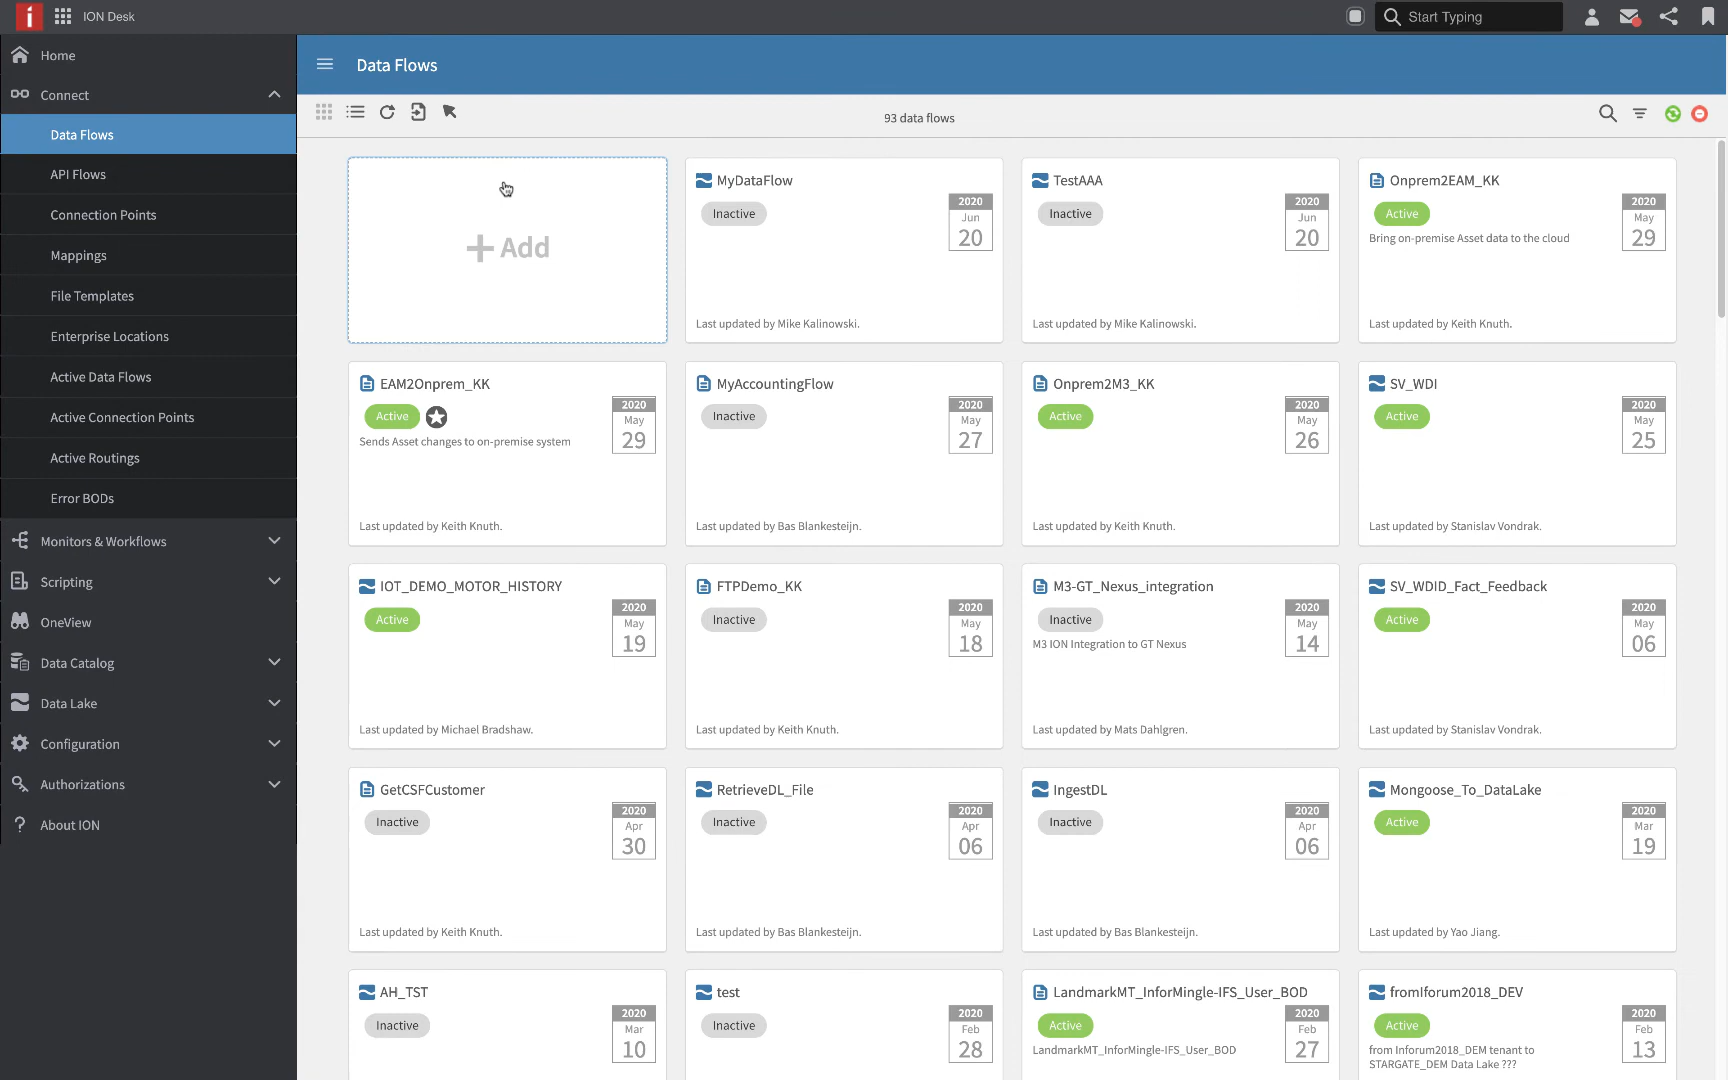 ION Desk
Start Typing
Home
Connect
Data Flows
API Flows
Connection Points
Mappings
File Templates
Enterprise Locations
Active Data Flows
Active Connection Points
Active Routings
Error BODs
Monitors & Workflows
Scripting
OneView
Data Catalog
Data Lake
Configuration
Authorizations
About ION
Data Flows
93 data flows
Add
MyDataFlow
Inactive
2020
Jun
20
Last updated by Mike Kalinowski.
TestAAA
Inactive
2020
Jun
20
Last updated by Mike Kalinowski.
Onprem2EAM_KK
Active
Bring on-premise Asset data to the cloud
2020
May
29
Last updated by Keith Knuth.
EAM2Onprem_KK
Active
Sends Asset changes to on-premise system
2020
May
29
Last updated by Keith Knuth.
MyAccountingFlow
Inactive
2020
May
27
Last updated by Bas Blankesteijn.
Onprem2M3_KK
Active
2020
May
26
Last updated by Keith Knuth.
SV_WDI
Active
2020
May
25
Last updated by Stanislav Vondrak.
IOT_DEMO_MOTOR_HISTORY
Active
2020
May
19
Last updated by Michael Bradshaw.
FTPDemo_KK
Inactive
2020
May
18
Last updated by Keith Knuth.
M3-GT_Nexus_integration
Inactive
M3 ION Integration to GT Nexus
2020
May
14
Last updated by Mats Dahlgren.
SV_WDID_Fact_Feedback
Active
2020
May
06
Last updated by Stanislav Vondrak.
GetCSFCustomer
Inactive
2020
Apr
30
Last updated by Keith Knuth.
RetrieveDL_File
Inactive
2020
Apr
06
Last updated by Bas Blankesteijn.
IngestDL
Inactive
2020
Apr
06
Last updated by Bas Blankesteijn.
Mongoose_To_DataLake
Active
2020
Mar
19
Last updated by Yao Jiang.
AH_TST
Inactive
2020
Mar
10
test
Inactive
2020
Feb
28
LandmarkMT_InforMingle-IFS_User_BOD
Active
LandmarkMT_InforMingle-IFS_User_BOD
2020
Feb
27
fromIforum2018_DEV
Active
from Inforum2018_DEM tenant to
STARGATE_DEM Data Lake ???
2020
Feb
13